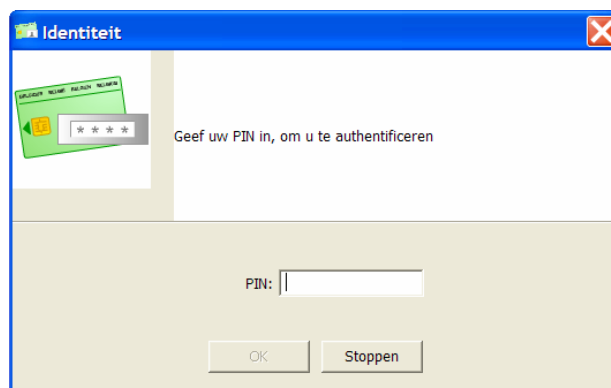 Identiteit
* * * *
Geef uw PIN in, om u te authentificeren
PIN:
OK
Stoppen